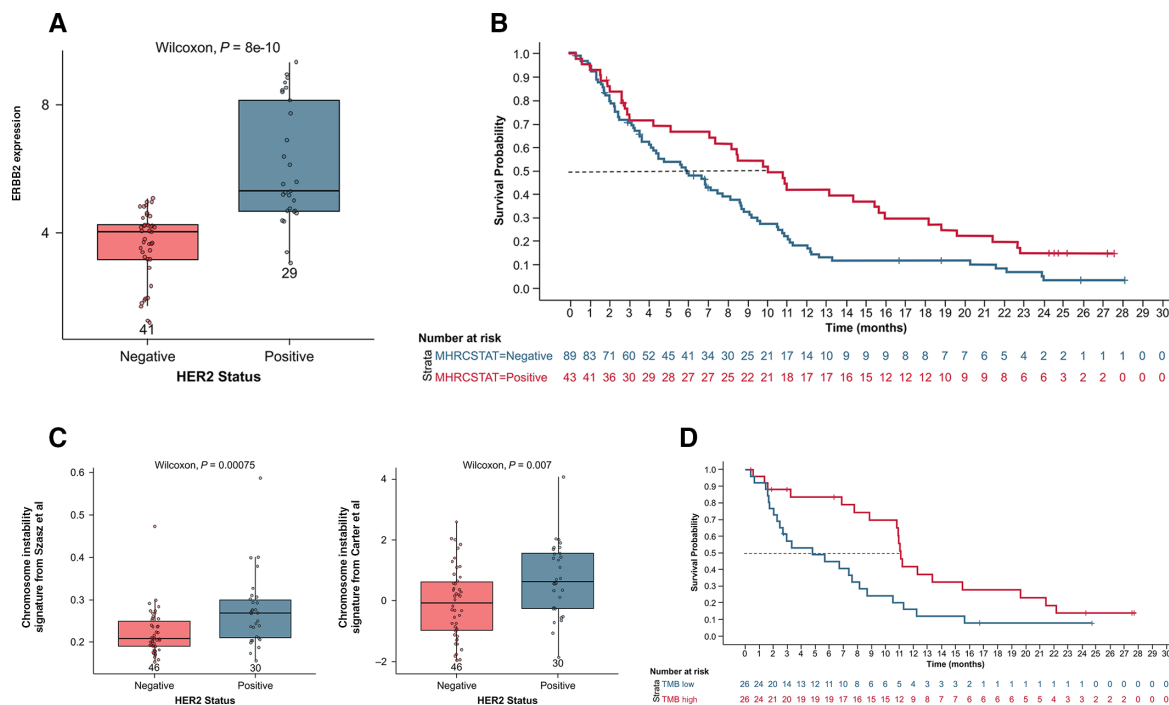 A
Wilcoxon, P = 8e-10
ERBB2 expression
8
4
41
29
Negative
Positive
HER2 Status
B
Survival Probability
1.0
0.9
0.8
0.7
0.6
0.5
0.4
0.3
0.2
0.1
0.0
0 1 2 3 4 5 6 7 8 9 10 11 12 13 14 15 16 17 18 19 20 21 22 23 24 25 26 27 28 29 30
Time (months)
Number at risk
Strata
MHRCSTAT=Negative 89 83 71 60 52 45 41 34 30 25 21 17 14 10 9 9 9 8 8 7 7 6 5 4 2 2 1 1 1 0 0
MHRCSTAT=Positive 43 41 36 30 29 28 27 27 25 22 21 18 17 17 16 15 12 12 12 10 9 9 8 6 6 3 2 2 0 0 0
C
Wilcoxon, P = 0.00075
Chromosome instability
signature from Szasz et al
0.6
0.5
0.4
0.3
0.2
46
30
Negative
Positive
HER2 Status
Wilcoxon, P = 0.007
Chromosome instability
signature from Carter et al
4
2
0
−2
46
30
Negative
Positive
HER2 Status
D
Survival Probability
1.0
0.9
0.8
0.7
0.6
0.5
0.4
0.3
0.2
0.1
0.0
0 1 2 3 4 5 6 7 8 9 10 11 12 13 14 15 16 17 18 19 20 21 22 23 24 25 26 27 28 29 30
Time (months)
Number at risk
Strata
TMB low 26 24 20 14 13 12 11 10 8 6 5 4 3 3 3 2 1 1 1 1 1 1 1 1 1 0 0 0 0 0 0
TMB high 26 24 21 20 19 19 19 17 16 15 15 12 9 8 7 7 6 6 6 6 5 5 4 3 3 2 2 2 0 0 0